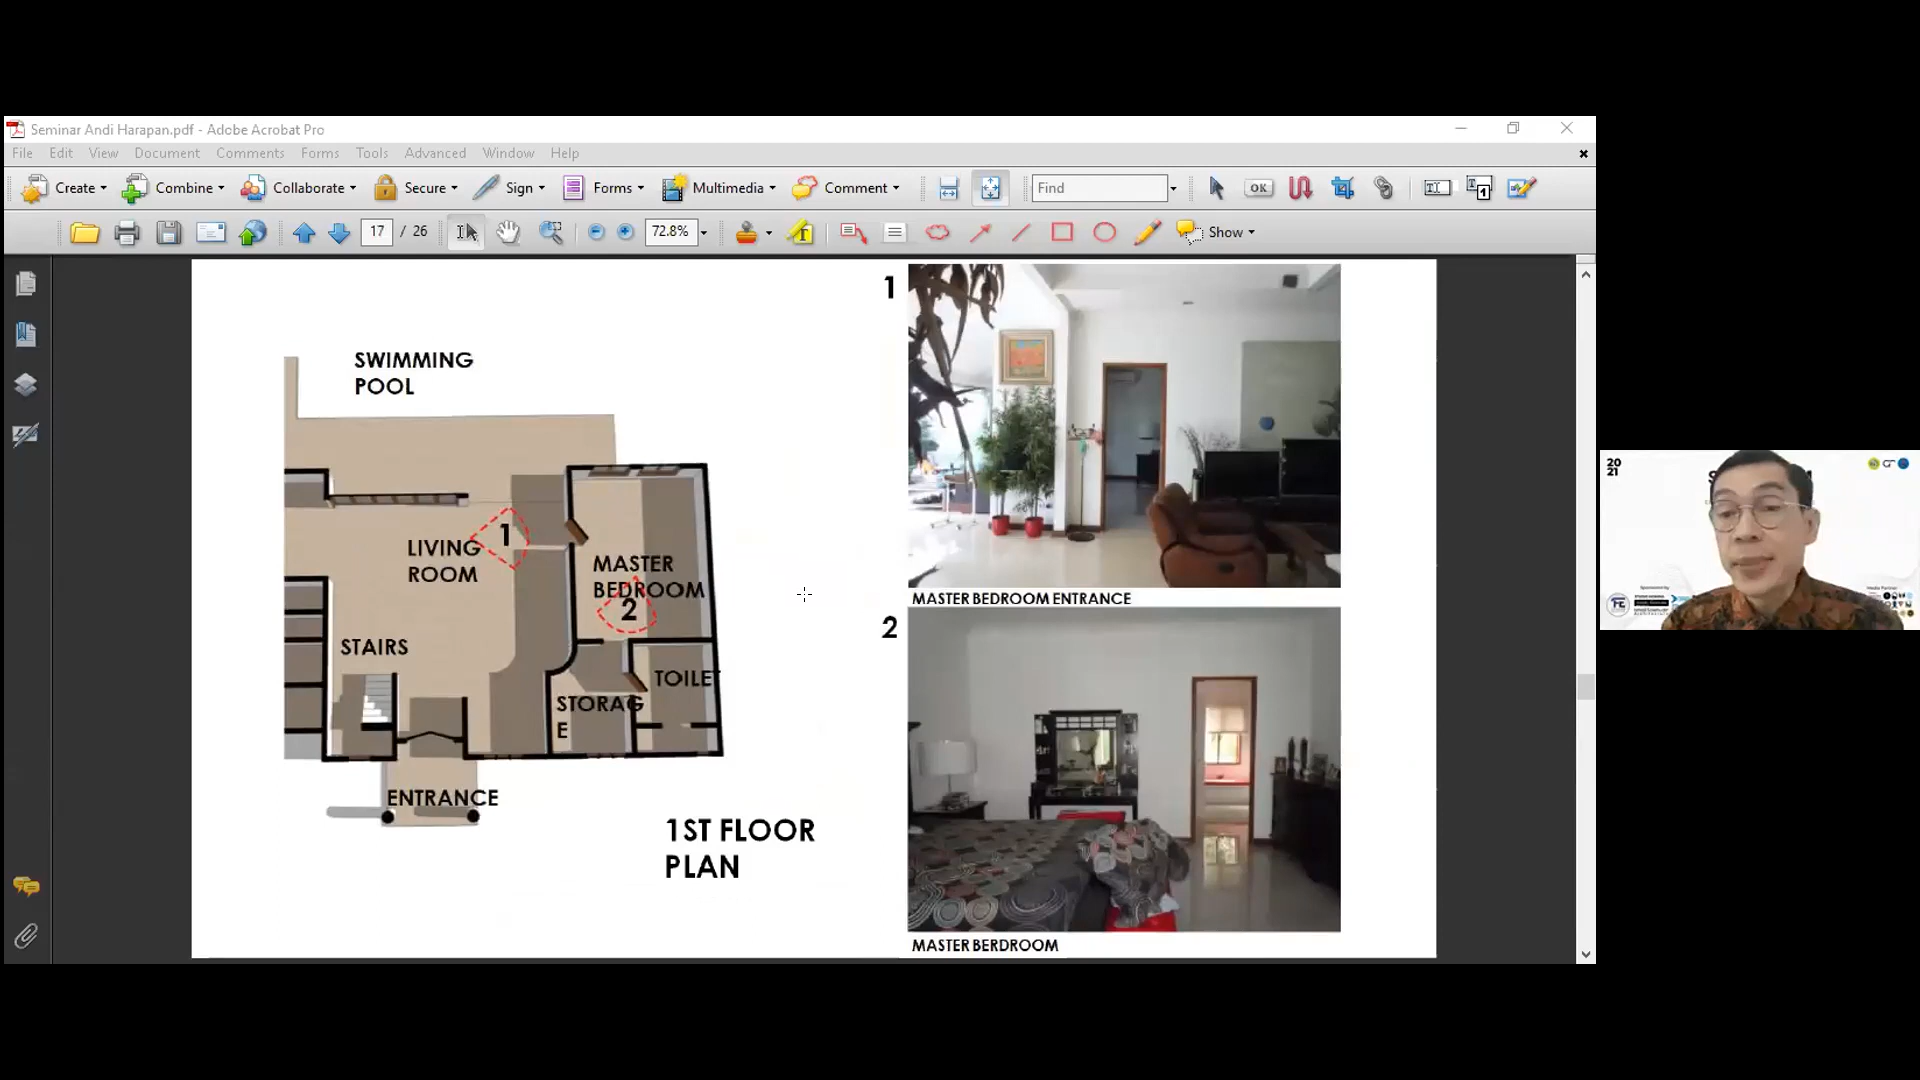 Seminar Andi Harapan.pdf - Adobe Acrobat Pro
File Edit View Document Comments Forms Tools Advanced Window Help
Create Combine Collaborate Secure Sign Forms Multimedia Comment Find OK
17 / 26 72.8% Show
SWIMMING
POOL
LIVING
ROOM
1
MASTER
BEDROOM
2
STAIRS
TOILET
STORAG
E
ENTRANCE
1ST FLOOR
PLAN
1
MASTER BEDROOM ENTRANCE
2
MASTER BERDROOM
20
21